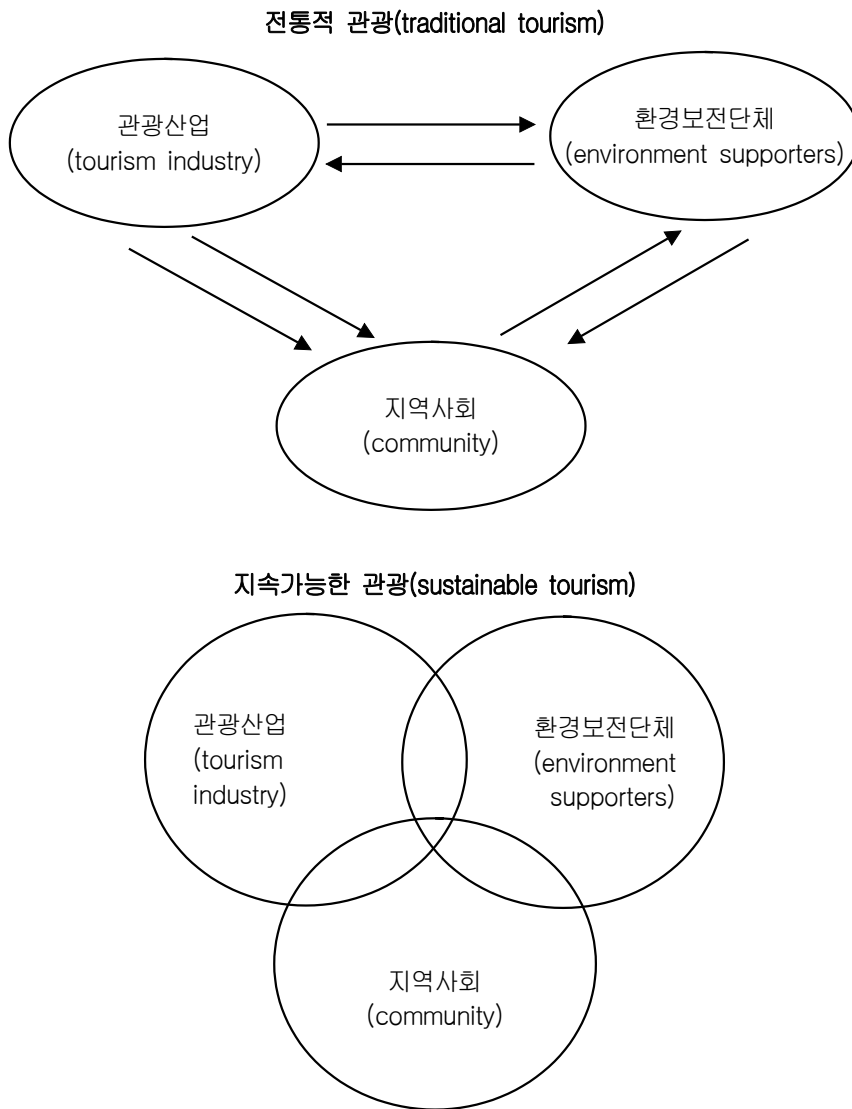 전통적 관광(traditional tourism)
관광산업
(tourism industry)
환경보전단체
(environment supporters)
지역사회
(community)
지속가능한 관광(sustainable tourism)
관광산업
(tourism
industry)
환경보전단체
(environment
supporters)
지역사회
(community)